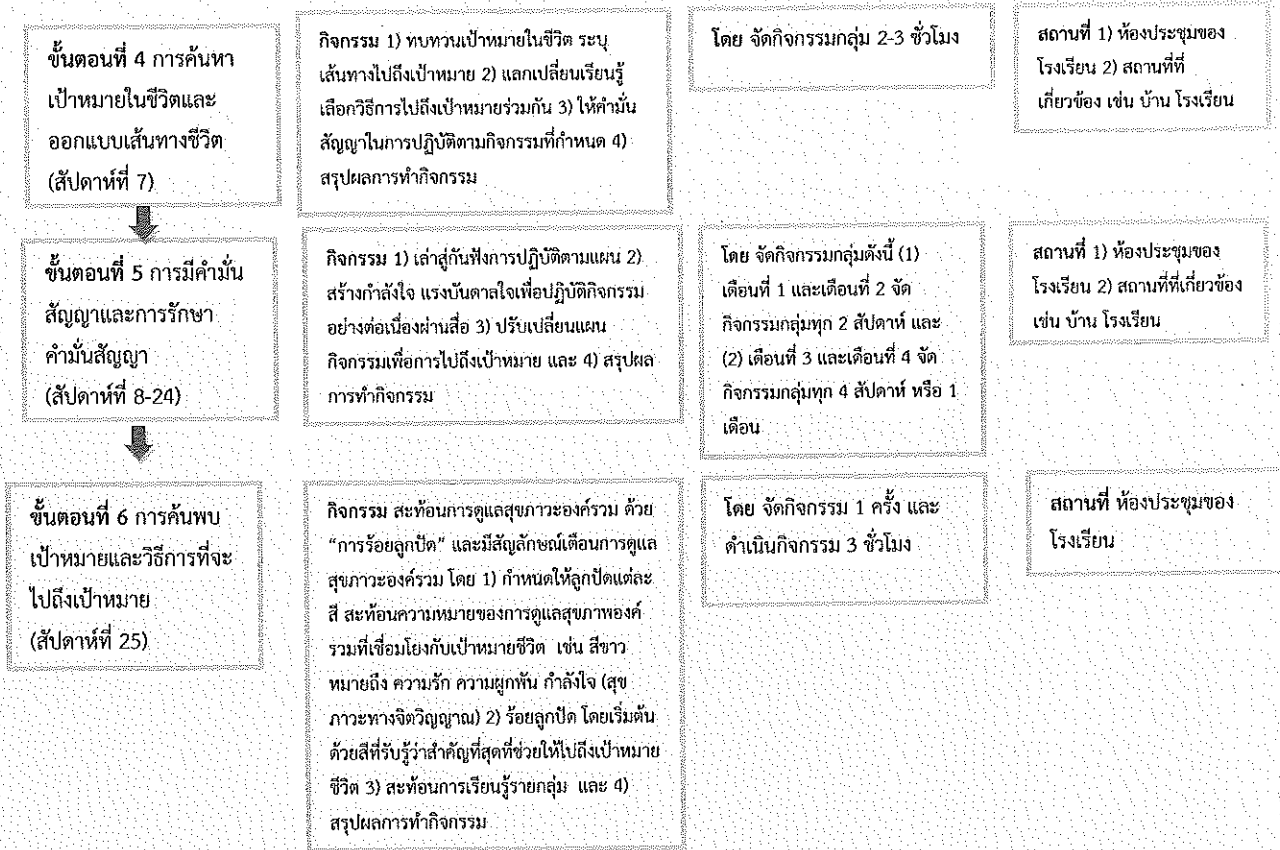 ขั้นตอนที่ 4 การค้นหา
เป้าหมายในชีวิตและ
ออกแบบเส้นทางชีวิต
(สัปดาห์ที่ 7)
กิจกรรม 1) ทบทวนเป้าหมายในชีวิต ระบุ
เส้นทางไปถึงเป้าหมาย 2) แลกเปลี่ยนเรียนรู้
เลือกวิธีการไปถึงเป้าหมายร่วมกัน 3) ให้คำมั่น
สัญญาในการปฏิบัติตามกิจกรรมที่กำหนด 4)
สรุปผลการทำกิจกรรม
โดย จัดกิจกรรมกลุ่ม 2-3 ชั่วโมง
สถานที่ 1) ห้องประชุมของ
โรงเรียน 2) สถานที่ที่
เกี่ยวข้อง เช่น บ้าน โรงเรียน
ขั้นตอนที่ 5 การมีคำมั่น
สัญญาและการรักษา
คำมั่นสัญญา
(สัปดาห์ที่ 8-24)
กิจกรรม 1) เล่าสู่กันฟังการปฏิบัติตามแผน 2)
สร้างกำลังใจ แรงบันดาลใจเพื่อปฏิบัติกิจกรรม
อย่างต่อเนื่องผ่านสื่อ 3) ปรับเปลี่ยนแผน
กิจกรรมเพื่อการไปถึงเป้าหมาย และ 4) สรุปผล
การทำกิจกรรม
โดย จัดกิจกรรมกลุ่มดังนี้ (1)
เดือนที่ 1 และเดือนที่ 2 จัด
กิจกรรมกลุ่มทุก 2 สัปดาห์ และ
(2) เดือนที่ 3 และเดือนที่ 4 จัด
กิจกรรมกลุ่มทุก 4 สัปดาห์ หรือ 1
เดือน
สถานที่ 1) ห้องประชุมของ
โรงเรียน 2) สถานที่ที่เกี่ยวข้อง
เช่น บ้าน โรงเรียน
ขั้นตอนที่ 6 การค้นพบ
เป้าหมายและวิธีการที่จะ
ไปถึงเป้าหมาย
(สัปดาห์ที่ 25)
กิจกรรม สะท้อนการดูแลสุขภาวะองค์รวม ด้วย
“การร้อยลูกปัด” และมีสัญลักษณ์เตือนการดูแล
สุขภาวะองค์รวม โดย 1) กำหนดให้ลูกปัดแต่ละ
สี สะท้อนความหมายของการดูแลสุขภาพองค์
รวมที่เชื่อมโยงกับเป้าหมายชีวิต เช่น สีขาว
หมายถึง ความรัก ความผูกพัน กำลังใจ (สุข
ภาวะทางจิตวิญญาณ) 2) ร้อยลูกปัด โดยเริ่มต้น
ด้วยสีที่รับรู้ว่าสำคัญที่สุดที่ช่วยให้ไปถึงเป้าหมาย
ชีวิต 3) สะท้อนการเรียนรู้รายกลุ่ม และ 4)
สรุปผลการทำกิจกรรม
โดย จัดกิจกรรม 1 ครั้ง และ
ดำเนินกิจกรรม 3 ชั่วโมง
สถานที่ ห้องประชุมของ
โรงเรียน